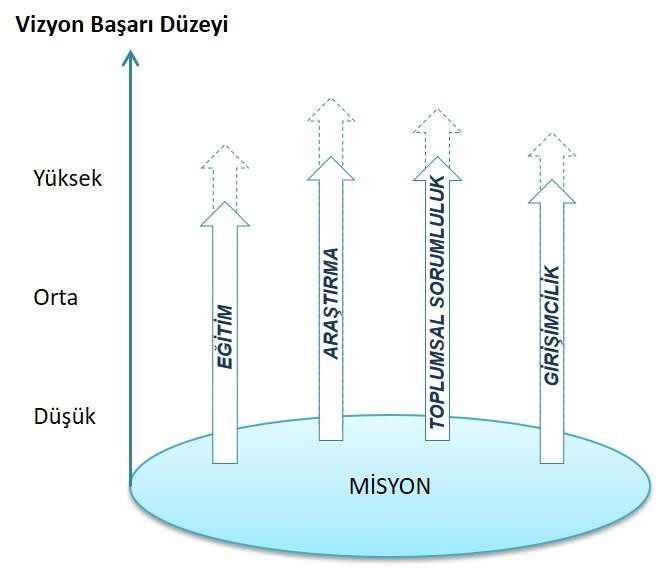 Vizyon Başarı Düzeyi
Yüksek
Orta
Düşük
EĞİTİM
ARAŞTIRMA
TOPLUMSAL SORUMLULUK
GİRİŞİMCİLİK
MİSYON